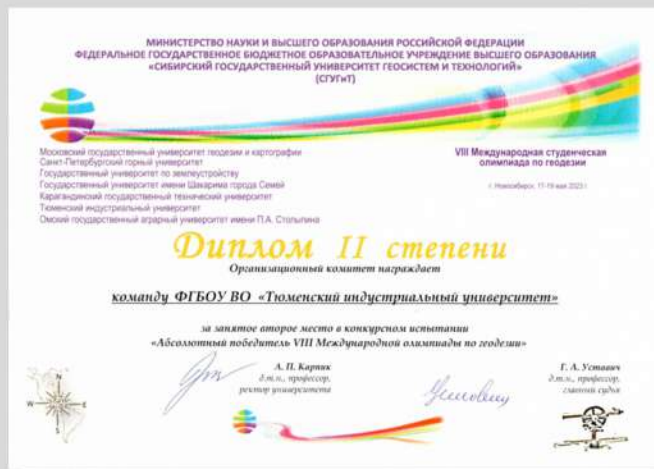 МИНИСТЕРСТВО НАУКИ И ВЫСШЕГО ОБРАЗОВАНИЯ РОССИЙСКОЙ ФЕДЕРАЦИИ
ФЕДЕРАЛЬНОЕ ГОСУДАРСТВЕННОЕ БЮДЖЕТНОЕ ОБРАЗОВАТЕЛЬНОЕ УЧРЕЖДЕНИЕ ВЫСШЕГО ОБРАЗОВАНИЯ
«СИБИРСКИЙ ГОСУДАРСТВЕННЫЙ УНИВЕРСИТЕТ ГЕОСИСТЕМ И ТЕХНОЛОГИЙ»
(СГУГиТ)
Московский государственный университет геодезии и картографии
Санкт-Петербургский горный университет
Государственный университет по землеустройству
Государственный университет имени Шакарима города Семей
Карагандинский государственный технический университет
Тюменский индустриальный университет
Омский государственный аграрный университет имени П.А. Столыпина
VIII Международная студенческая
олимпиада по геодезии
г. Новосибирск, 17-19 мая 2023 г.
Диплом II степени
Организационный комитет награждает
команду ФГБОУ ВО «Тюменский индустриальный университет»
за занятое второе место в конкурсном испытании
«Абсолютный победитель VIII Международной олимпиады по геодезии»
А. П. Карпик
д.т.н., профессор,
ректор университета
Г. А. Уставич
д.т.н., профессор,
главный судья
N
W E
S